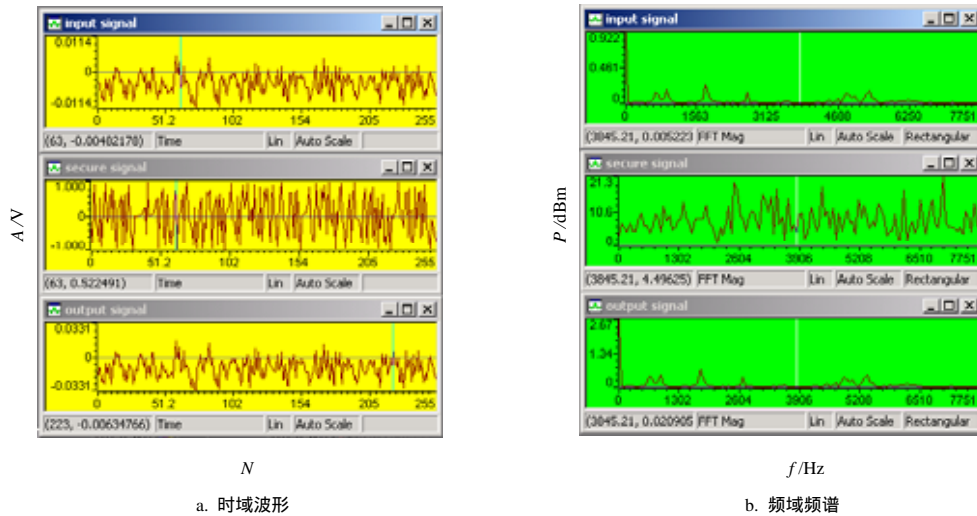 input signal
0.0114
0
-0.0114
0 51.2 102 154 205 255
(63, -0.00482178) Time Lin Auto Scale
secure signal
1.000
0
-1.000
0 51.2 102 154 205 255
(63, 0.522491) Time Lin Auto Scale
output signal
0.0331
0
-0.0331
0 51.2 102 154 205 255
(223, -0.00634766) Time Lin Auto Scale
A/V
N
a. 时域波形
input signal
0.922
0.461
0
0 1563 3125 4688 6250 7751
(3845.21, 0.005223 FFT Mag Lin Auto Scale Rectangular
secure signal
21.3
10.6
0
0 1302 2604 3906 5208 6510 7751
(3845.21, 4.49625) FFT Mag Lin Auto Scale Rectangular
output signal
2.67
1.34
0
0 1302 2604 3906 5208 6510 7751
(3845.21, 0.020905 FFT Mag Lin Auto Scale Rectangular
P/dBm
f/Hz
b. 频域频谱